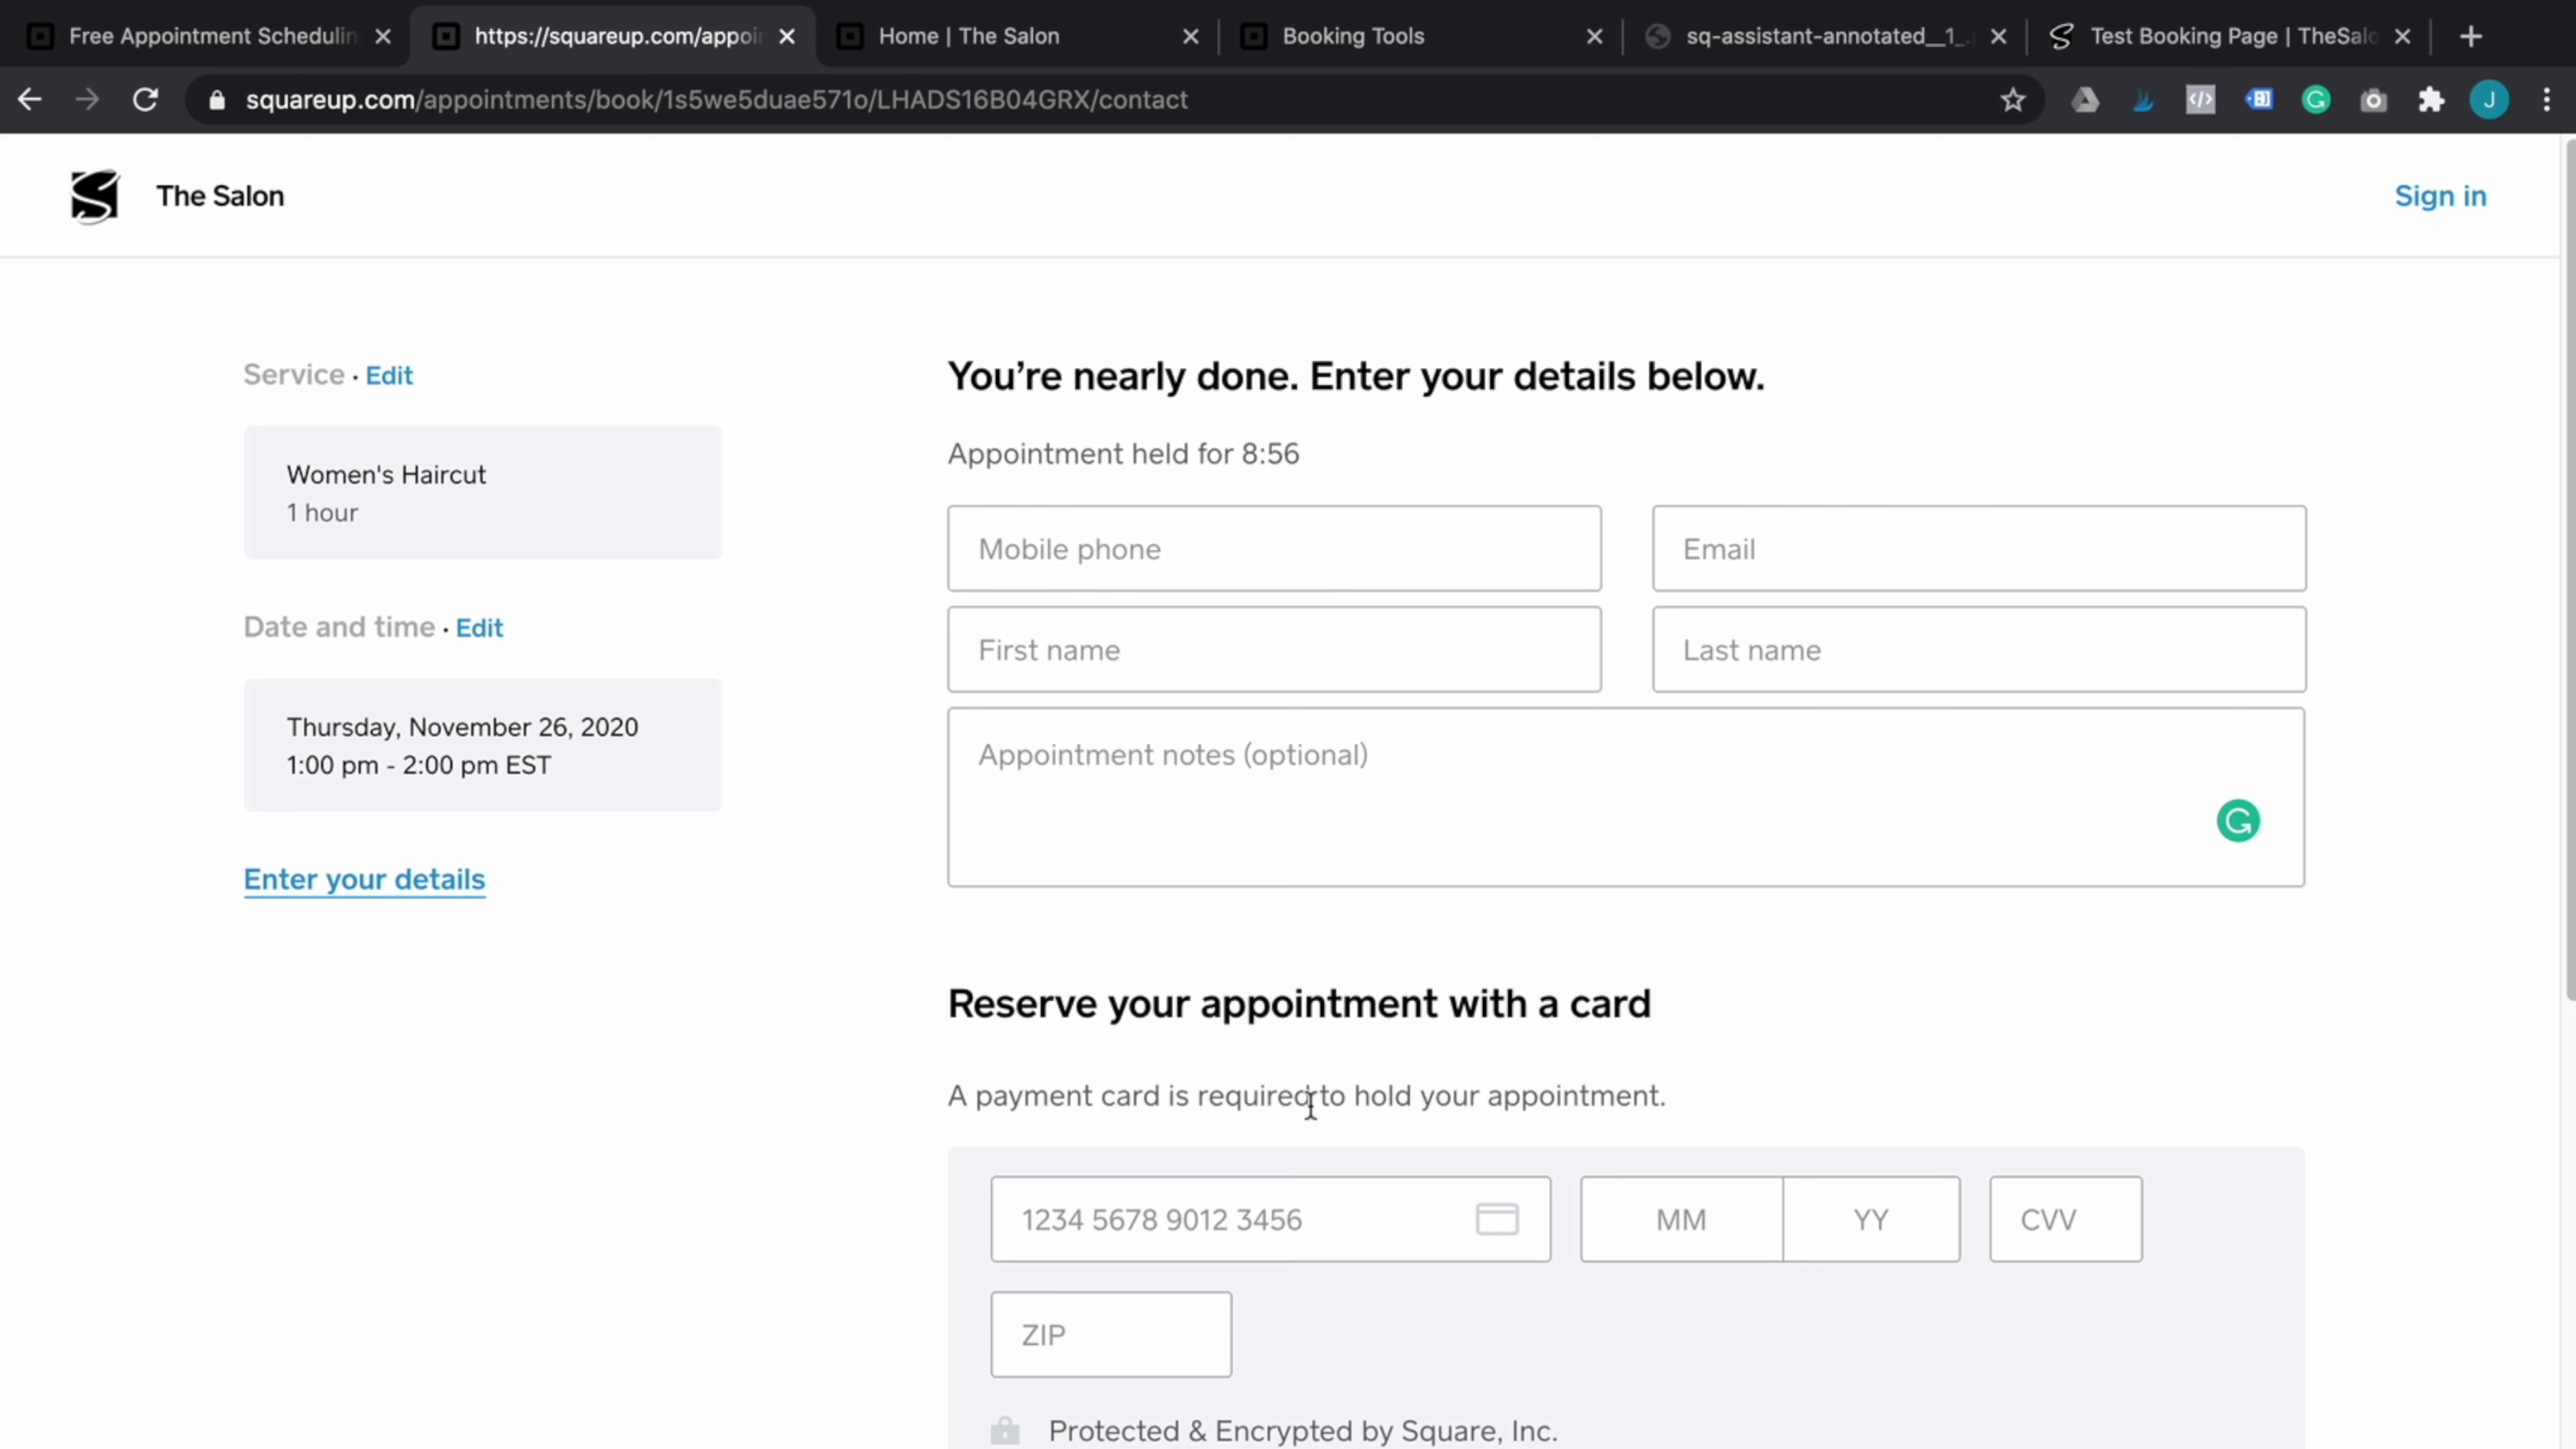 Free Appointment Schedulin
https://squareup.com/appoi
Home | The Salon
Booking Tools
sq-assistant-annotated__1_.
Test Booking Page | TheSalo
squareup.com/appointments/book/1s5we5duae571o/LHADS16B04GRX/contact
J
The Salon
Sign in
Service · Edit
Women's Haircut
1 hour
Date and time · Edit
Thursday, November 26, 2020
1:00 pm - 2:00 pm EST
Enter your details
You’re nearly done. Enter your details below.
Appointment held for 8:56
Mobile phone
Email
First name
Last name
Appointment notes (optional)
Reserve your appointment with a card
A payment card is required to hold your appointment.
1234 5678 9012 3456
MM
YY
CVV
ZIP
Protected & Encrypted by Square, Inc.